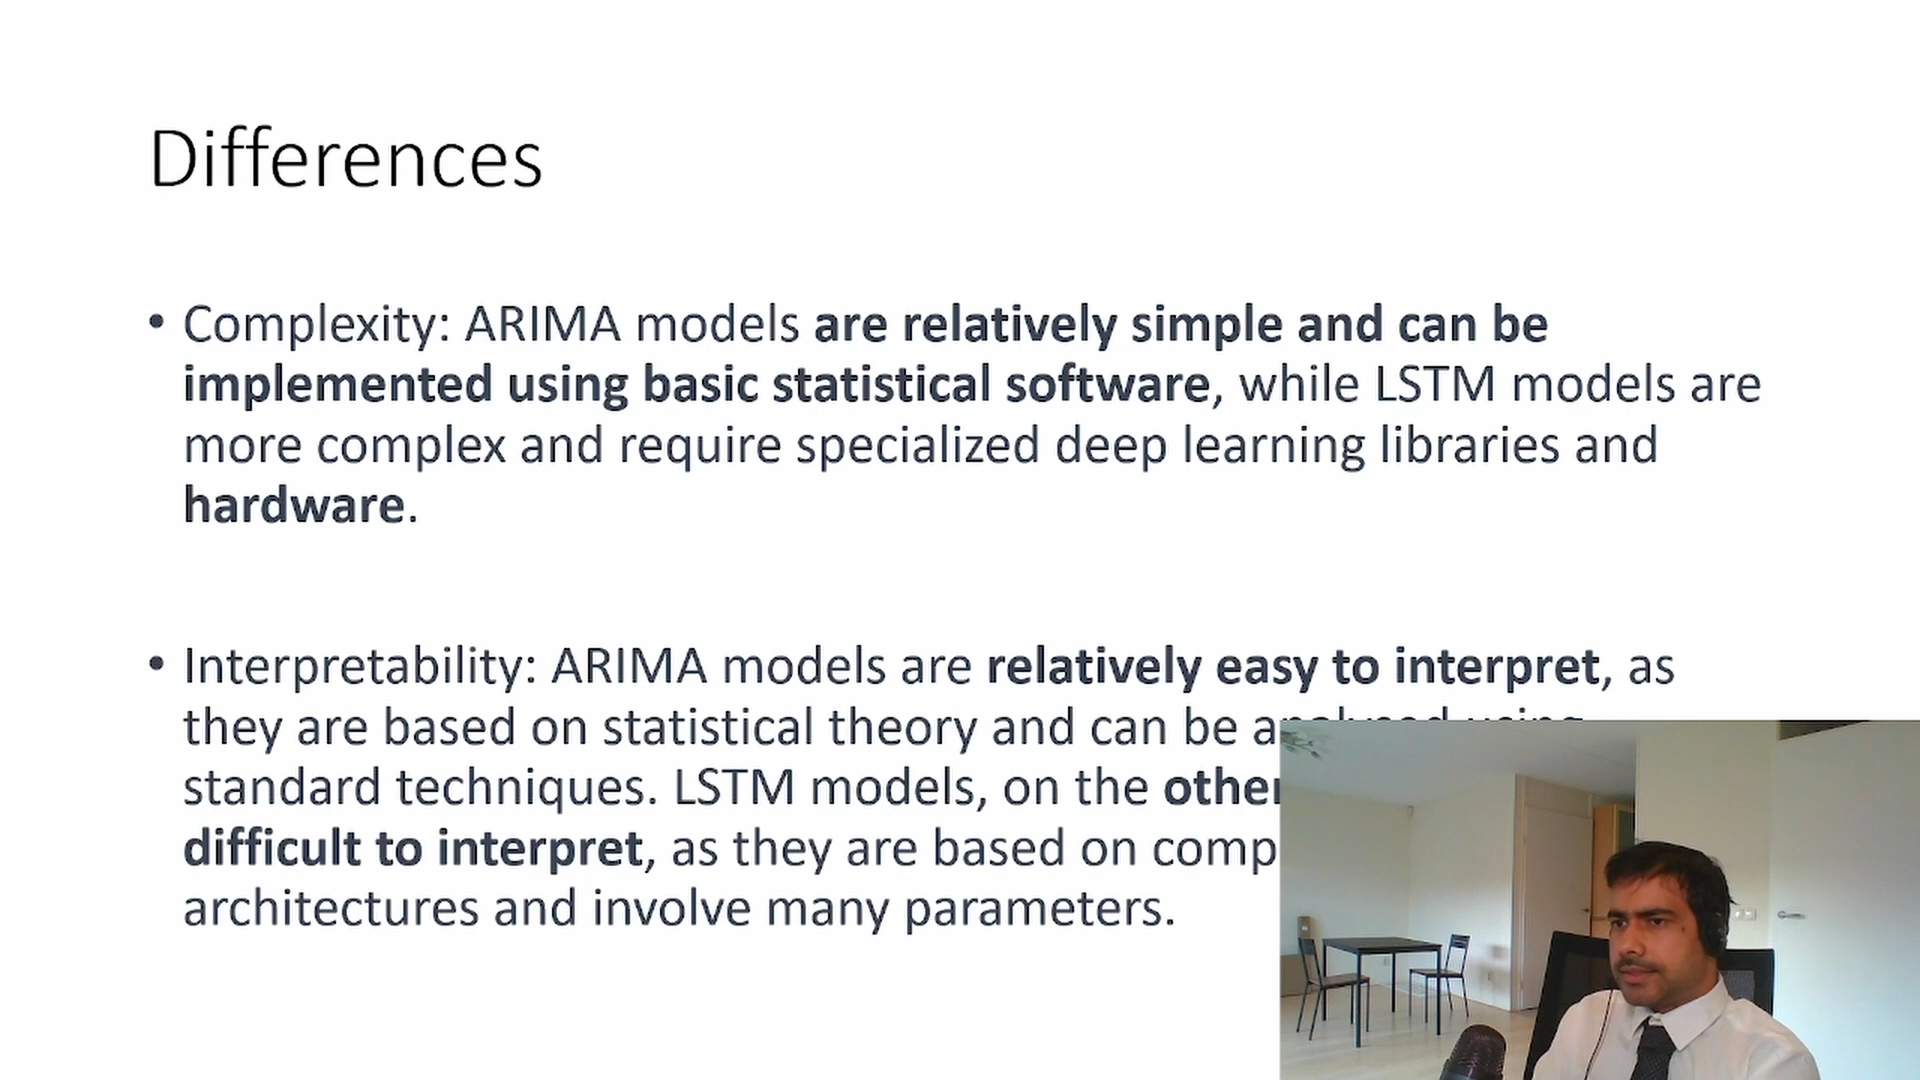 Differences
• Complexity: ARIMA models are relatively simple and can be
implemented using basic statistical software, while LSTM models are
more complex and require specialized deep learning libraries and
hardware.
• Interpretability: ARIMA models are relatively easy to interpret, as
they are based on statistical theory and can be
standard techniques. LSTM models, on the other
difficult to interpret, as they are based on
architectures and involve many parameters.